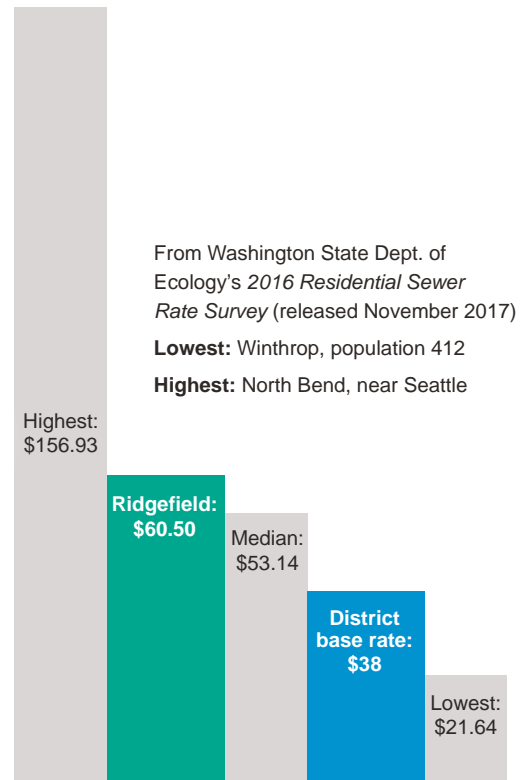 From Washington State Dept. of
Ecology's 2016 Residential Sewer
Rate Survey (released November 2017)
Lowest: Winthrop, population 412
Highest: North Bend, near Seattle
Highest:
$156.93
Ridgefield:
$60.50
Median:
$53.14
District
base rate:
$38
Lowest:
$21.64